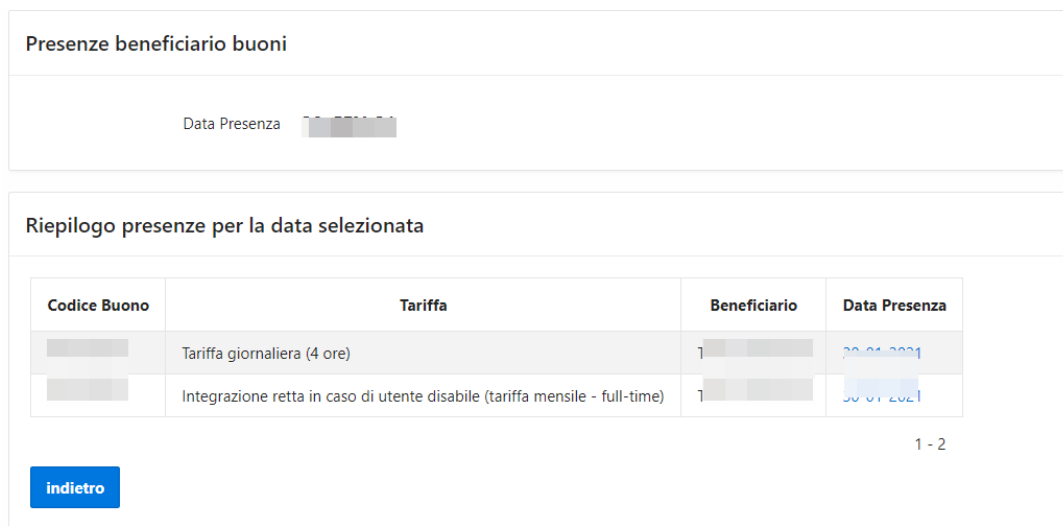 Presenze beneficiario buoni
Data Presenza
Riepilogo presenze per la data selezionata
Codice Buono Tariffa Beneficiario Data Presenza
Tariffa giornaliera (4 ore)
Integrazione retta in caso di utente disabile (tariffa mensile - full-time)
1 - 2
indietro